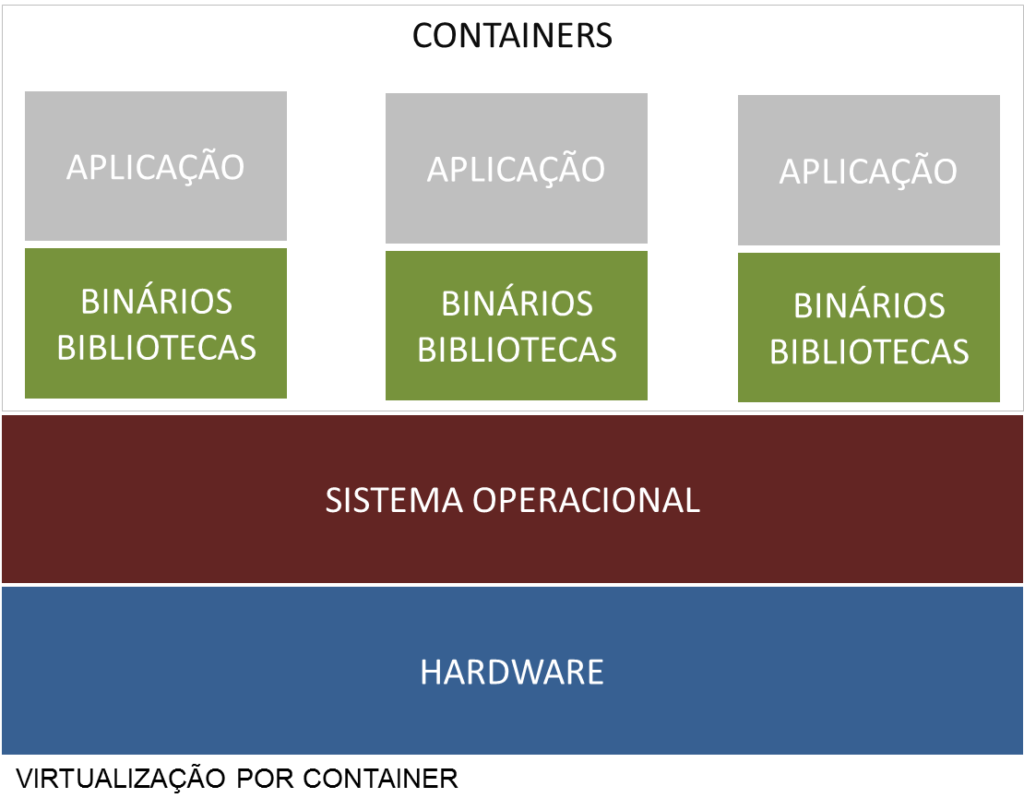 CONTAINERS
APLICAÇÃO
APLICAÇÃO
APLICAÇÃO
BINÁRIOS
BIBLIOTECAS
BINÁRIOS
BIBLIOTECAS
BINÁRIOS
BIBLIOTECAS
SISTEMA OPERACIONAL
HARDWARE
VIRTUALIZAÇÃO POR CONTAINER